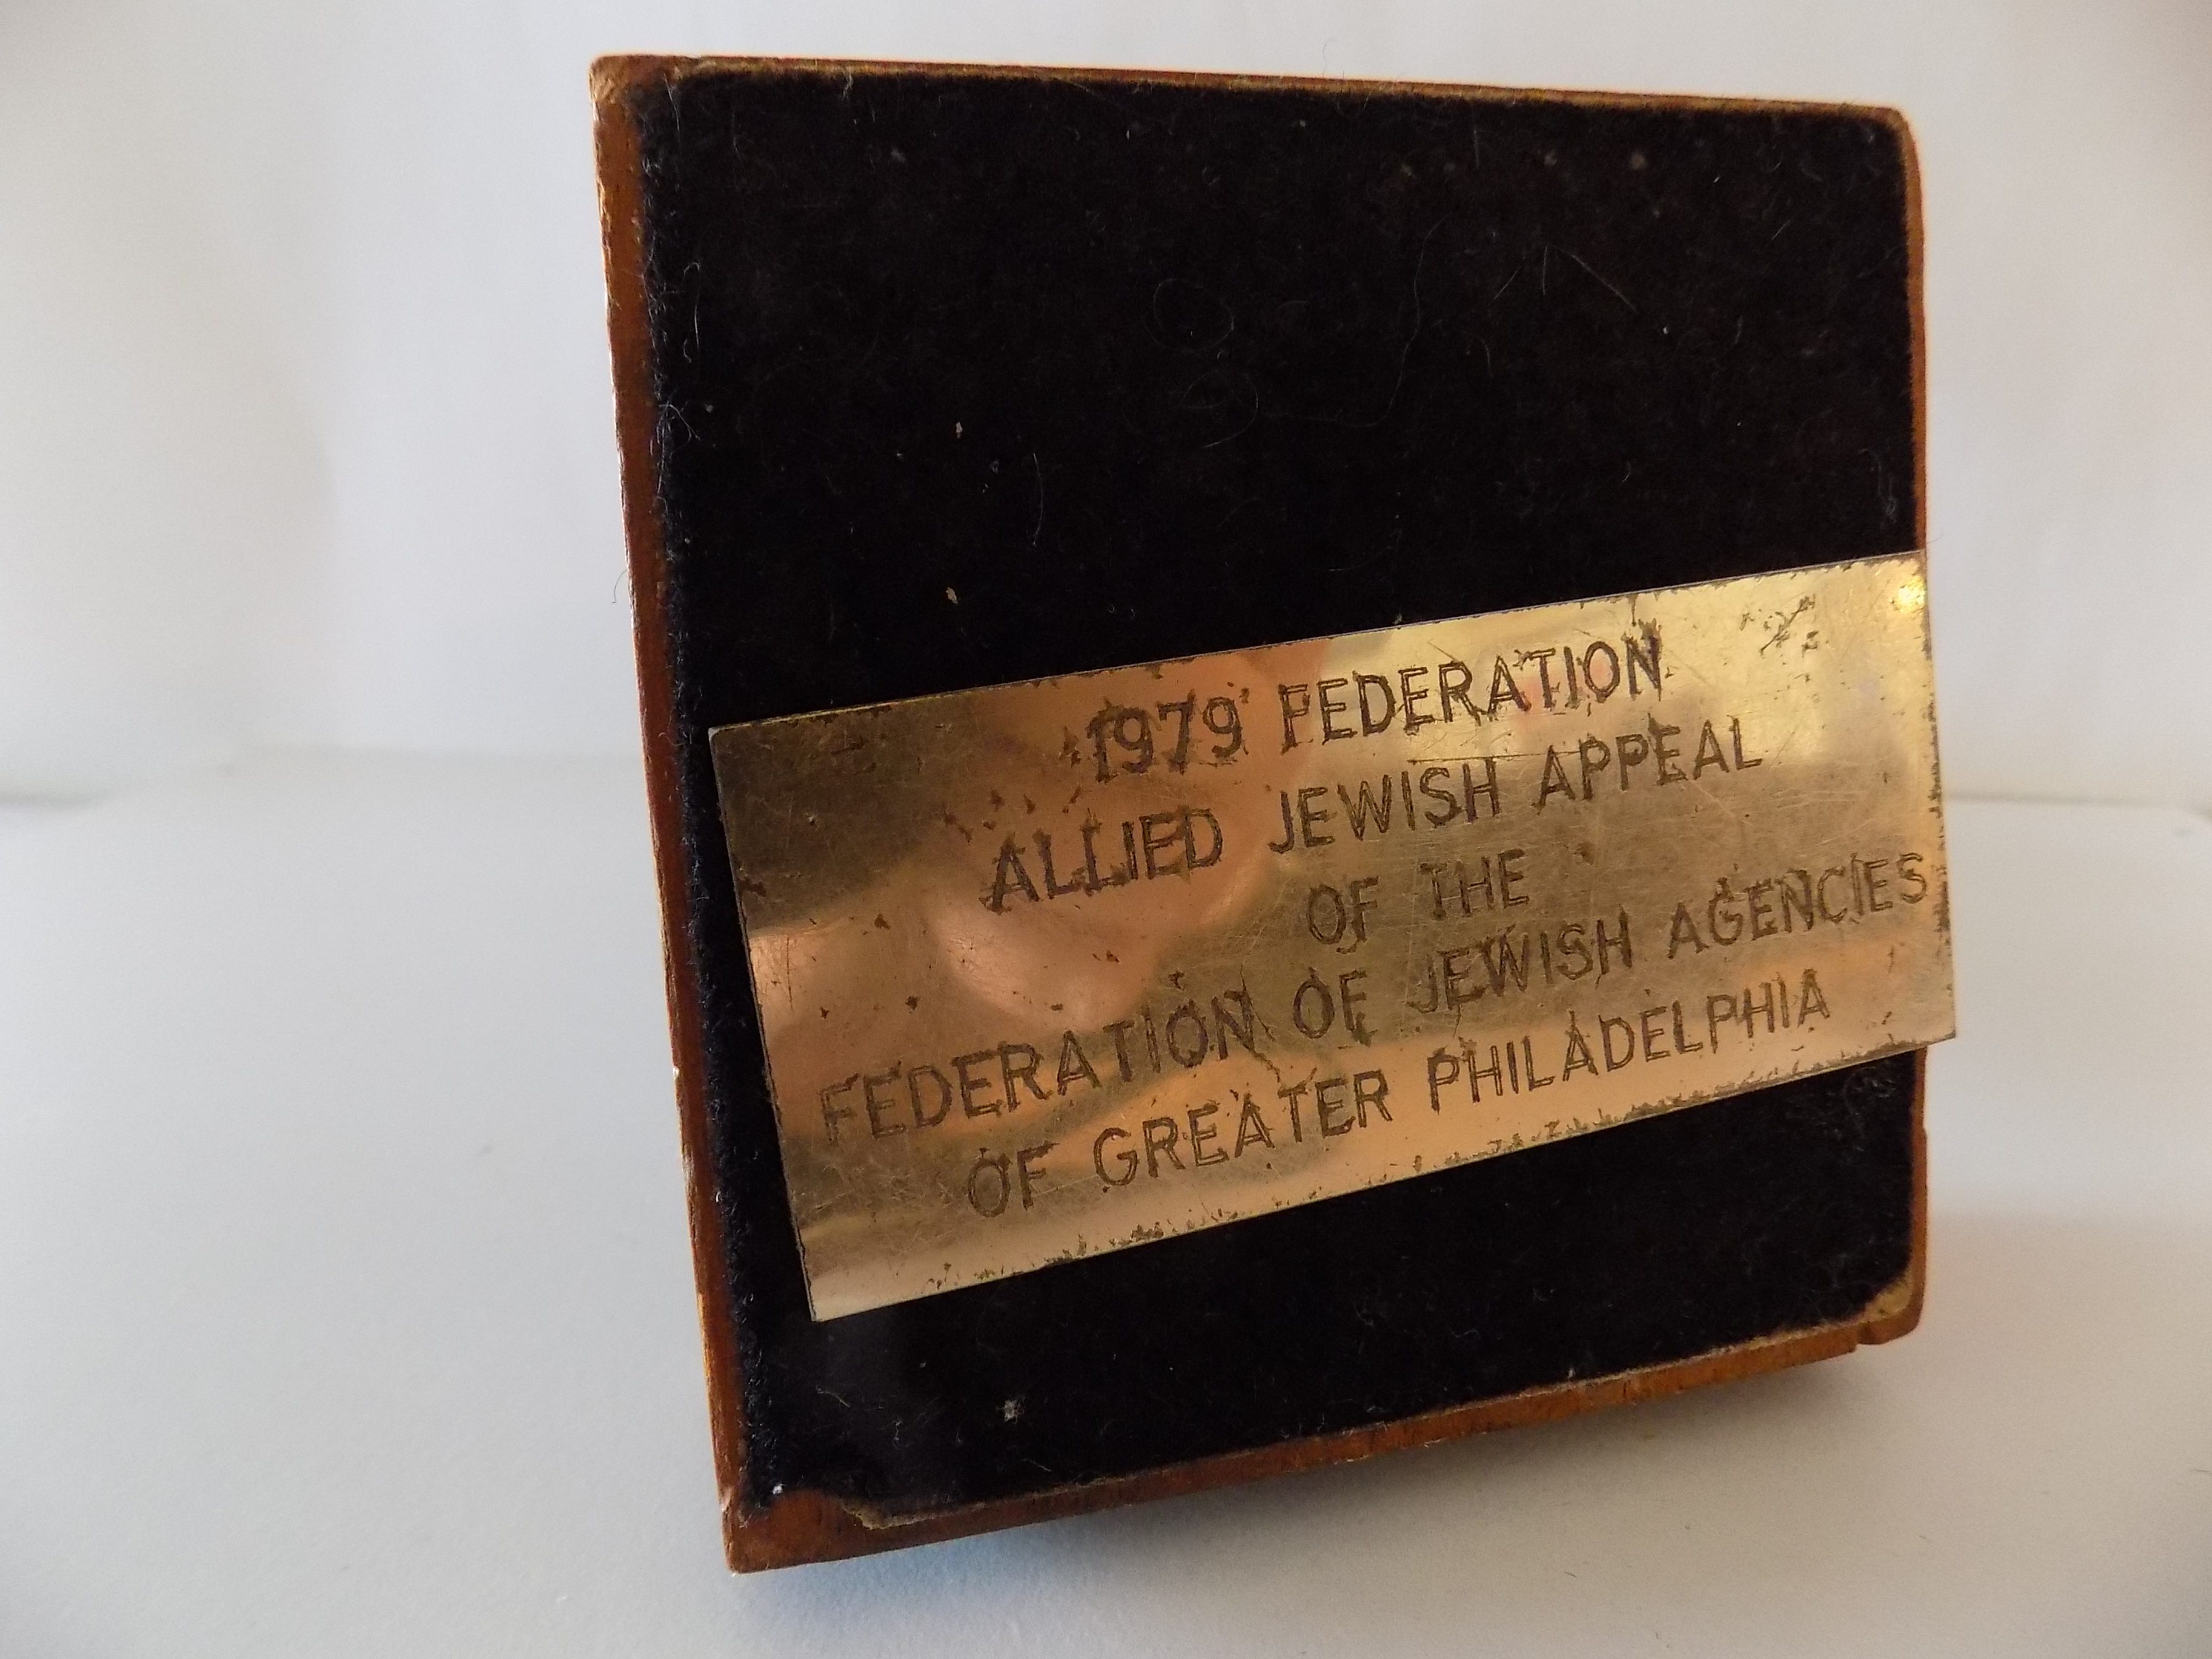 1979 FEDERATION
ALLIED JEWISH APPEAL
OF THE
FEDERATION OF JEWISH AGENCIES
OF GREATER PHILADELPHIA